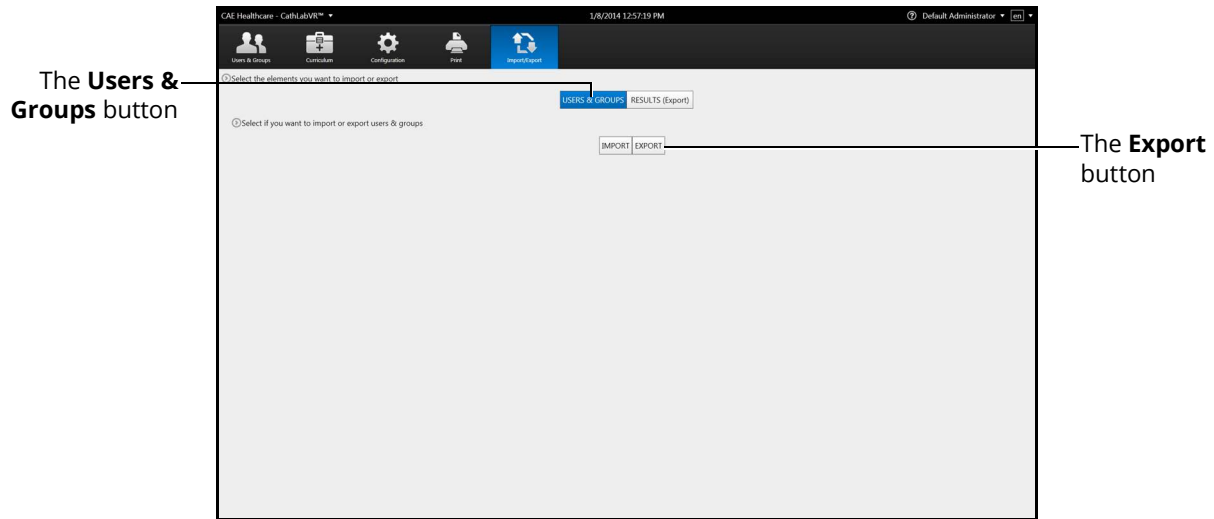 CAE Healthcare - CathLabVR™
1/8/2014 12:57:19 PM
Default Administrator
en
Users & Groups
Curriculum
Configuration
Print
Import/Export
Select the elements you want to import or export
USERS & GROUPS
RESULTS (Export)
Select if you want to import or export users & groups
IMPORT
EXPORT
The Users &
Groups button
The Export
button